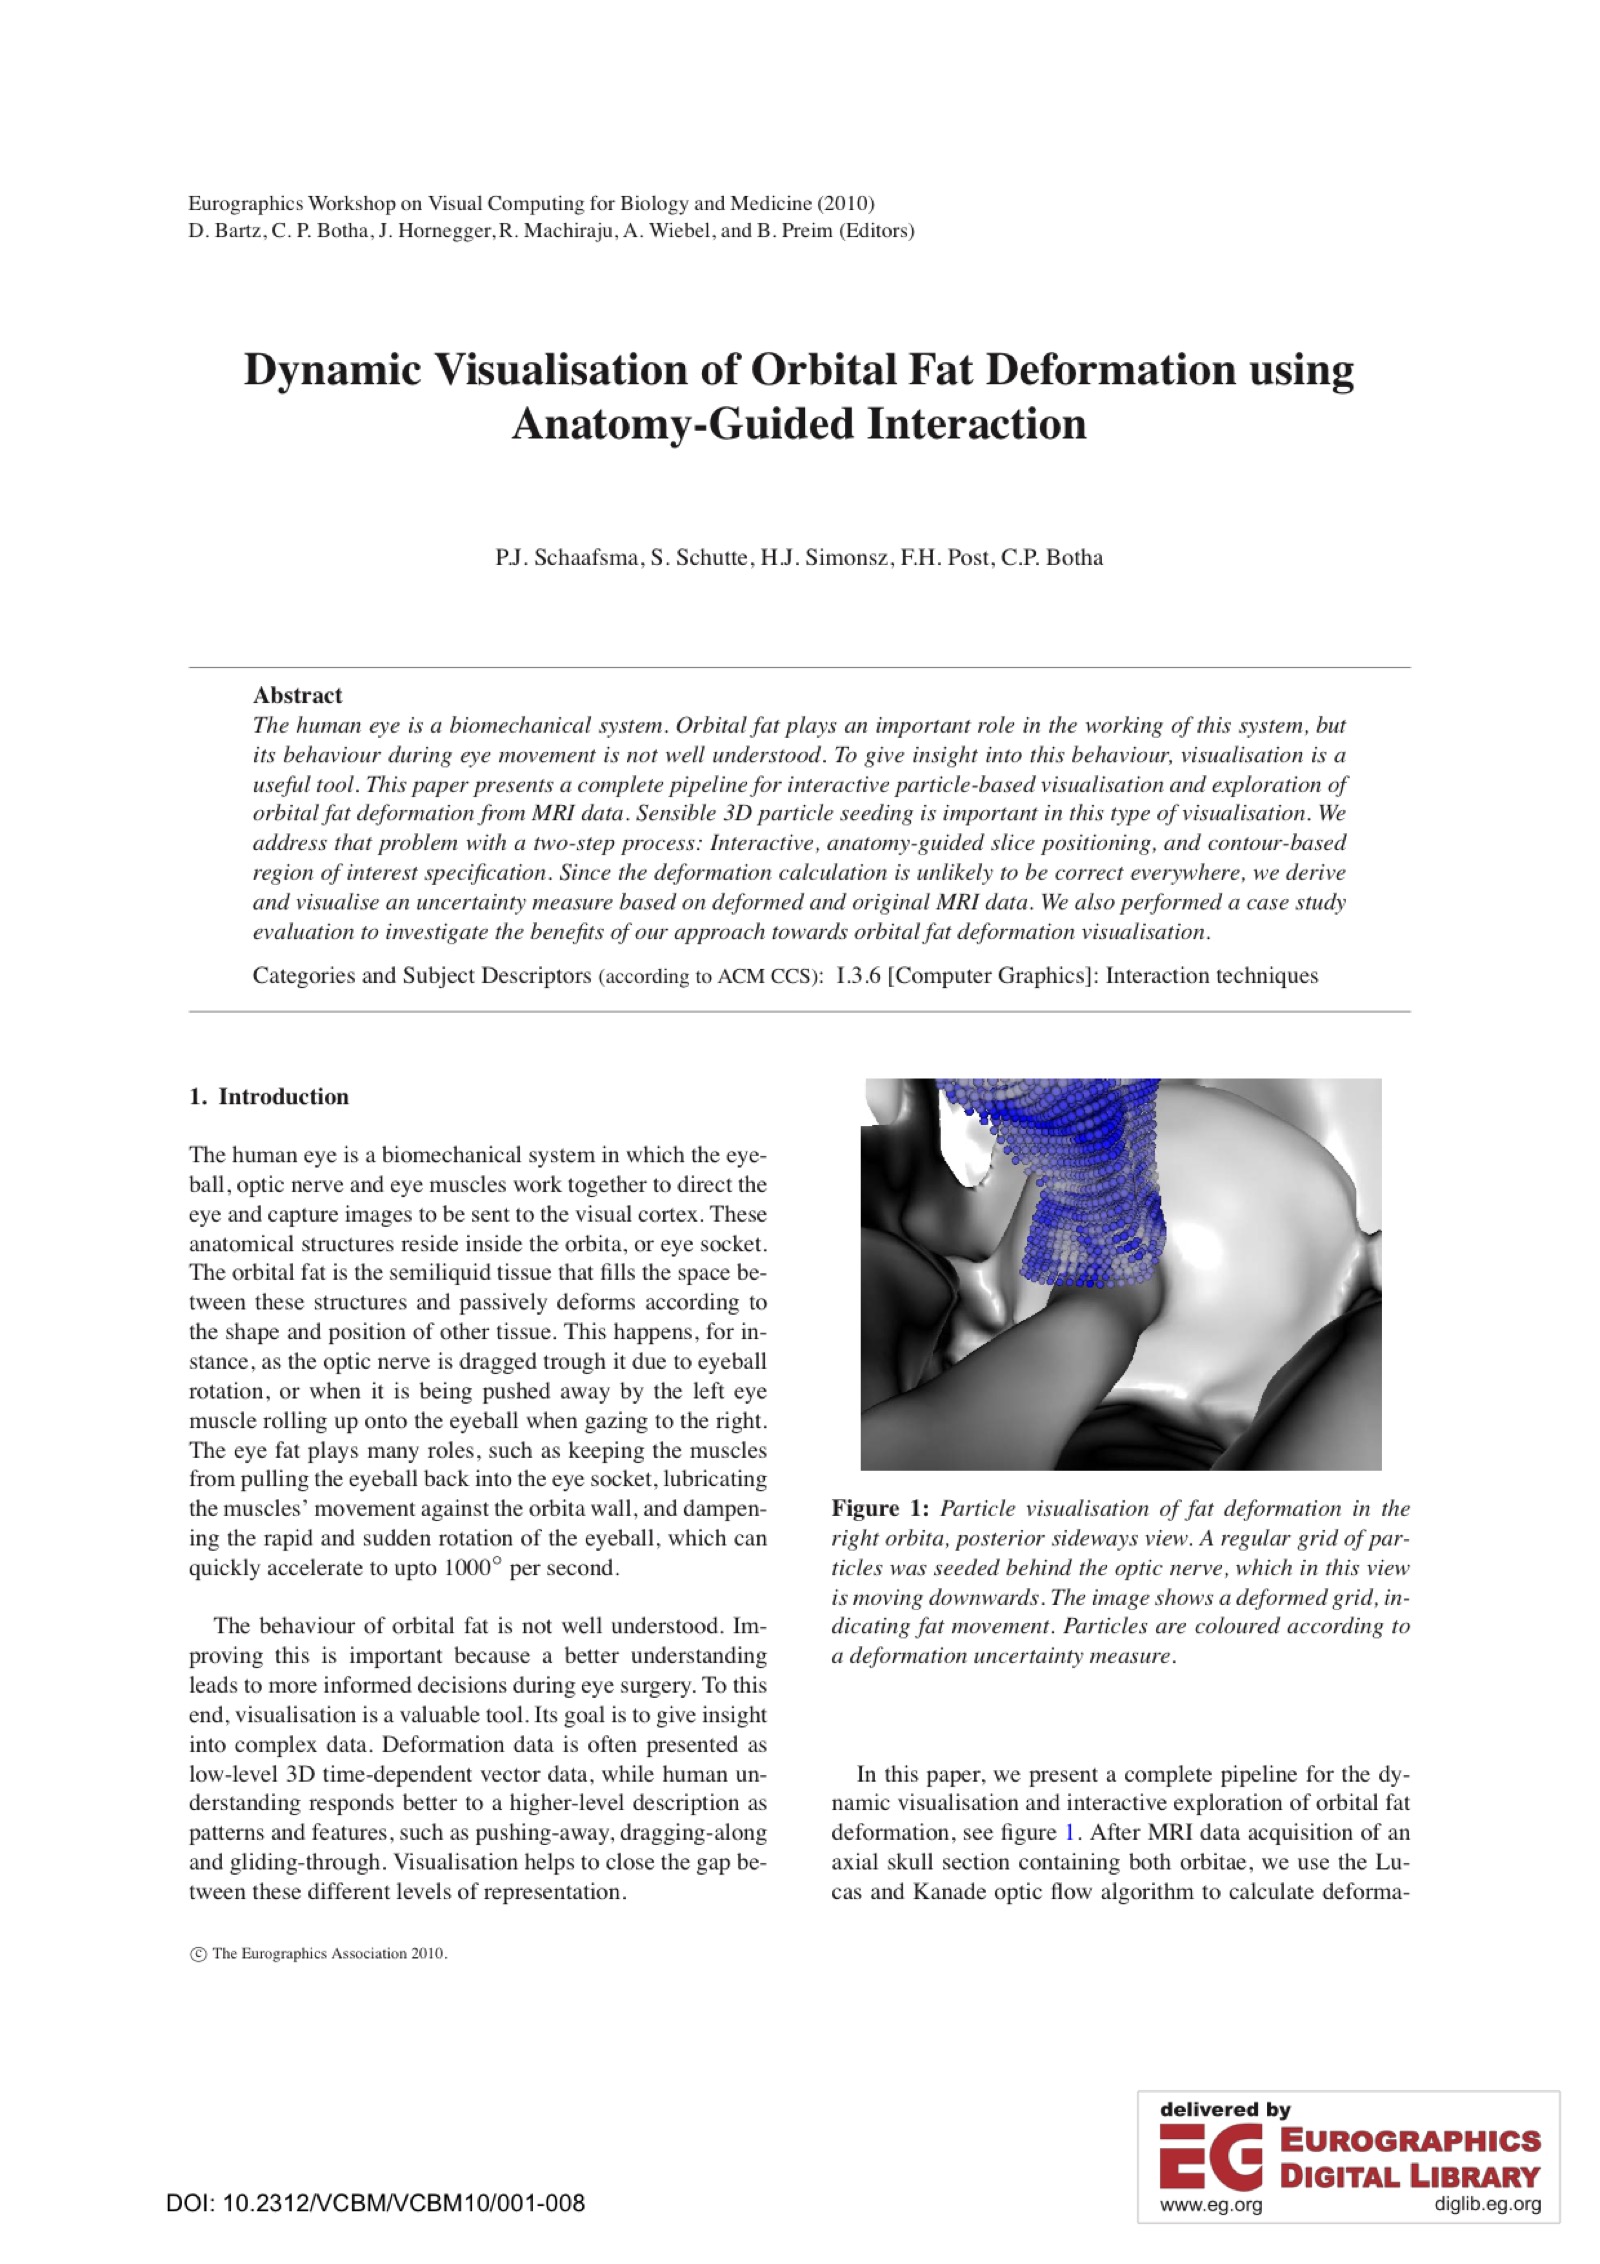 Eurographics Workshop on Visual Computing for Biology and Medicine (2010)
D. Bartz, C. P. Botha, J. Hornegger, R. Machiraju, A. Wiebel, and B. Preim (Editors)
Dynamic Visualisation of Orbital Fat Deformation using
Anatomy-Guided Interaction
P.J. Schaafsma, S. Schutte, H.J. Simonsz, F.H. Post, C.P. Botha
Abstract
The human eye is a biomechanical system. Orbital fat plays an important role in the working of this system, but
its behaviour during eye movement is not well understood. To give insight into this behaviour, visualisation is a
useful tool. This paper presents a complete pipeline for interactive particle-based visualisation and exploration of
orbital fat deformation from MRI data. Sensible 3D particle seeding is important in this type of visualisation. We
address that problem with a two-step process: Interactive, anatomy-guided slice positioning, and contour-based
region of interest specification. Since the deformation calculation is unlikely to be correct everywhere, we derive
and visualise an uncertainty measure based on deformed and original MRI data. We also performed a case study
evaluation to investigate the benefits of our approach towards orbital fat deformation visualisation.
Categories and Subject Descriptors (according to ACM CCS): I.3.6 [Computer Graphics]: Interaction techniques
1. Introduction
The human eye is a biomechanical system in which the eye-
ball, optic nerve and eye muscles work together to direct the
eye and capture images to be sent to the visual cortex. These
anatomical structures reside inside the orbita, or eye socket.
The orbital fat is the semiliquid tissue that fills the space be-
tween these structures and passively deforms according to
the shape and position of other tissue. This happens, for in-
stance, as the optic nerve is dragged trough it due to eyeball
rotation, or when it is being pushed away by the left eye
muscle rolling up onto the eyeball when gazing to the right.
The eye fat plays many roles, such as keeping the muscles
from pulling the eyeball back into the eye socket, lubricating
the muscles' movement against the orbita wall, and dampen-
ing the rapid and sudden rotation of the eyeball, which can
quickly accelerate to upto 1000° per second.
The behaviour of orbital fat is not well understood. Im-
proving this is important because a better understanding
leads to more informed decisions during eye surgery. To this
end, visualisation is a valuable tool. Its goal is to give insight
into complex data. Deformation data is often presented as
low-level 3D time-dependent vector data, while human un-
derstanding responds better to a higher-level description as
patterns and features, such as pushing-away, dragging-along
and gliding-through. Visualisation helps to close the gap be-
tween these different levels of representation.
Figure 1: Particle visualisation of fat deformation in the
right orbita, posterior sideways view. A regular grid of par-
ticles was seeded behind the optic nerve, which in this view
is moving downwards. The image shows a deformed grid, in-
dicating fat movement. Particles are coloured according to
a deformation uncertainty measure.
In this paper, we present a complete pipeline for the dy-
namic visualisation and interactive exploration of orbital fat
deformation, see figure 1. After MRI data acquisition of an
axial skull section containing both orbitae, we use the Lu-
cas and Kanade optic flow algorithm to calculate deforma-
© The Eurographics Association 2010.
delivered by
EG EUROGRAPHICS
DIGITAL LIBRARY
www.eg.org diglib.eg.org
DOI: 10.2312/VCBM/VCBM10/001-008